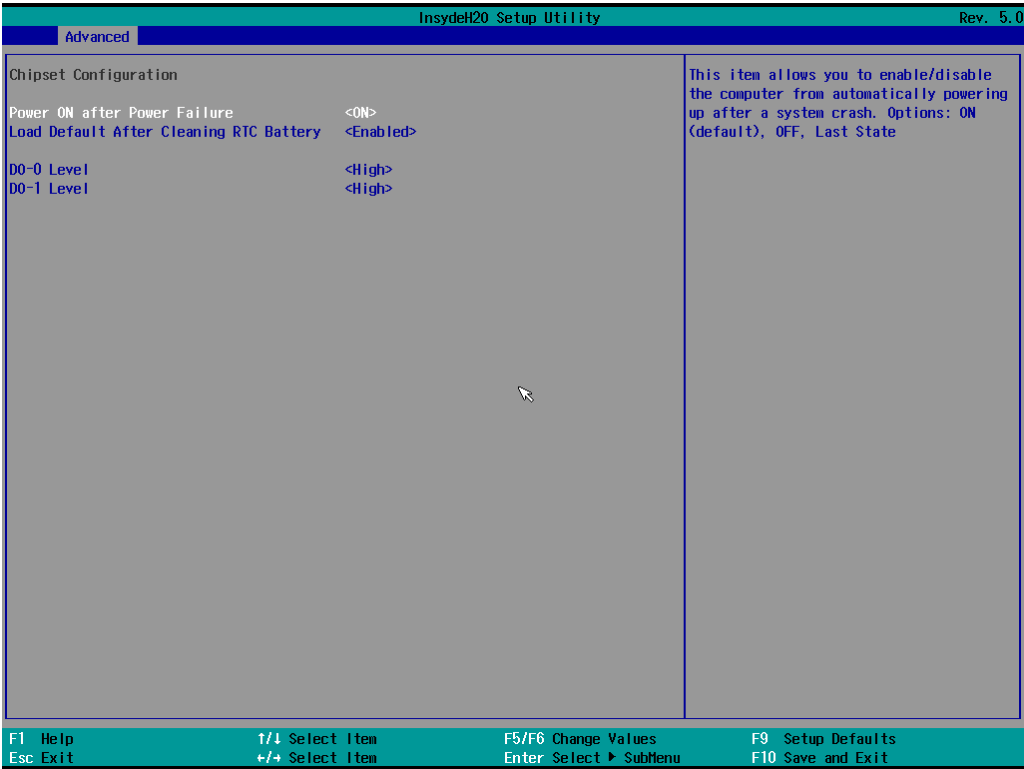 InsydeH20 Setup Utility Rev. 5.0
Advanced
Chipset Configuration
Power ON after Power Failure <ON>
Load Default After Cleaning RTC Battery <Enabled>
DO-0 Level <High>
DO-1 Level <High>
This item allows you to enable/disable
the computer from automatically powering
up after a system crash. Options: ON
(default), OFF, Last State
F1 Help ↑/↓ Select Item F5/F6 Change Values F9 Setup Defaults
Esc Exit ←/→ Select Item Enter Select ▶ SubMenu F10 Save and Exit